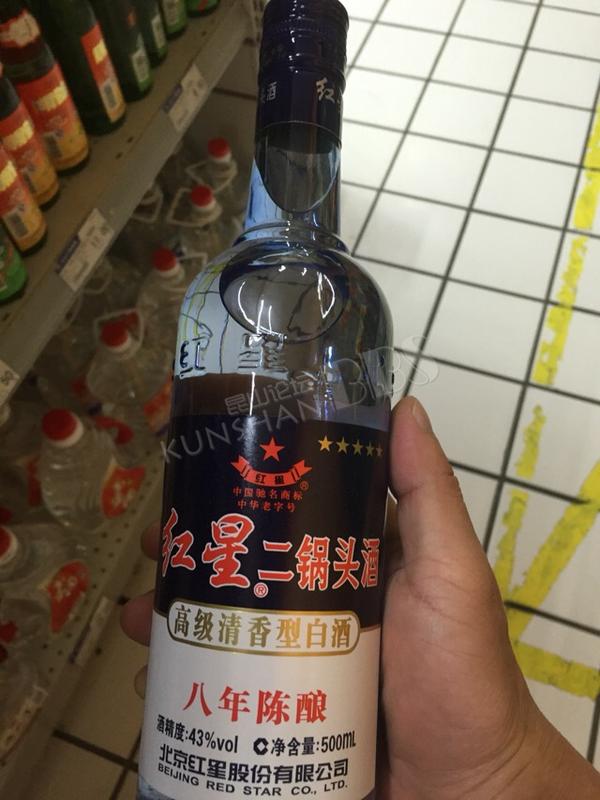 红星
昆山论坛 BBS
KUNSHAN
红星
®
中国驰名商标
中华老字号
红星二锅头酒
®
高级清香型白酒
八年陈酿
酒精度:43%vol 净含量:500mL
北京红星股份有限公司
BEIJING RED STAR CO., LTD.